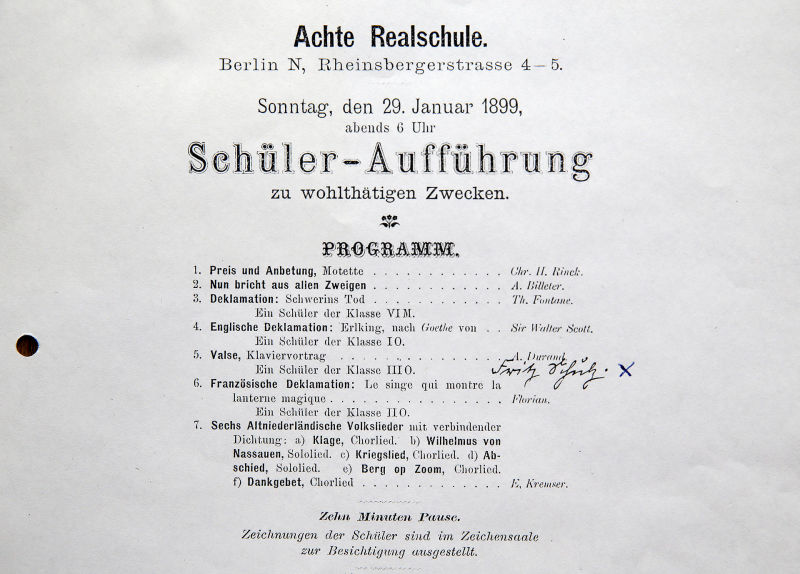 Achte Realschule.
Berlin N, Rheinsbergerstrasse 4–5.
Sonntag, den 29. Januar 1899,
abends 6 Uhr
Schüler-Aufführung
zu wohlthätigen Zwecken.
PROGRAMM.
1. Preis und Anbetung, Motette . . . . . . . . . . . . Chr. H. Rinck.
2. Nun bricht aus allen Zweigen . . . . . . . . . . . . A. Billeter.
3. Deklamation: Schwerins Tod . . . . . . . . . . . . Th. Fontane.
Ein Schüler der Klasse VI M.
4. Englische Deklamation: Erlking, nach Goethe von . . Sir Walter Scott.
Ein Schüler der Klasse I O.
5. Valse, Klaviervortrag . . . . . . . . . . . . . . A. Durand.
Ein Schüler der Klasse III O. Fritz Schulz. x
6. Französische Deklamation: Le singe qui montre la
lanterne magique . . . . . . . . . . . . . . . Florian.
Ein Schüler der Klasse II O.
7. Sechs Altniederländische Volkslieder mit verbindender
Dichtung: a) Klage, Chorlied. b) Wilhelmus von
Nassauen, Sololied. c) Kriegslied, Chorlied. d) Ab-
schied, Sololied. e) Berg op Zoom, Chorlied.
f) Dankgebet, Chorlied . . . . . . . . . . . . . E. Kremser.
Zehn Minuten Pause.
Zeichnungen der Schüler sind im Zeichensaale
zur Besichtigung ausgestellt.